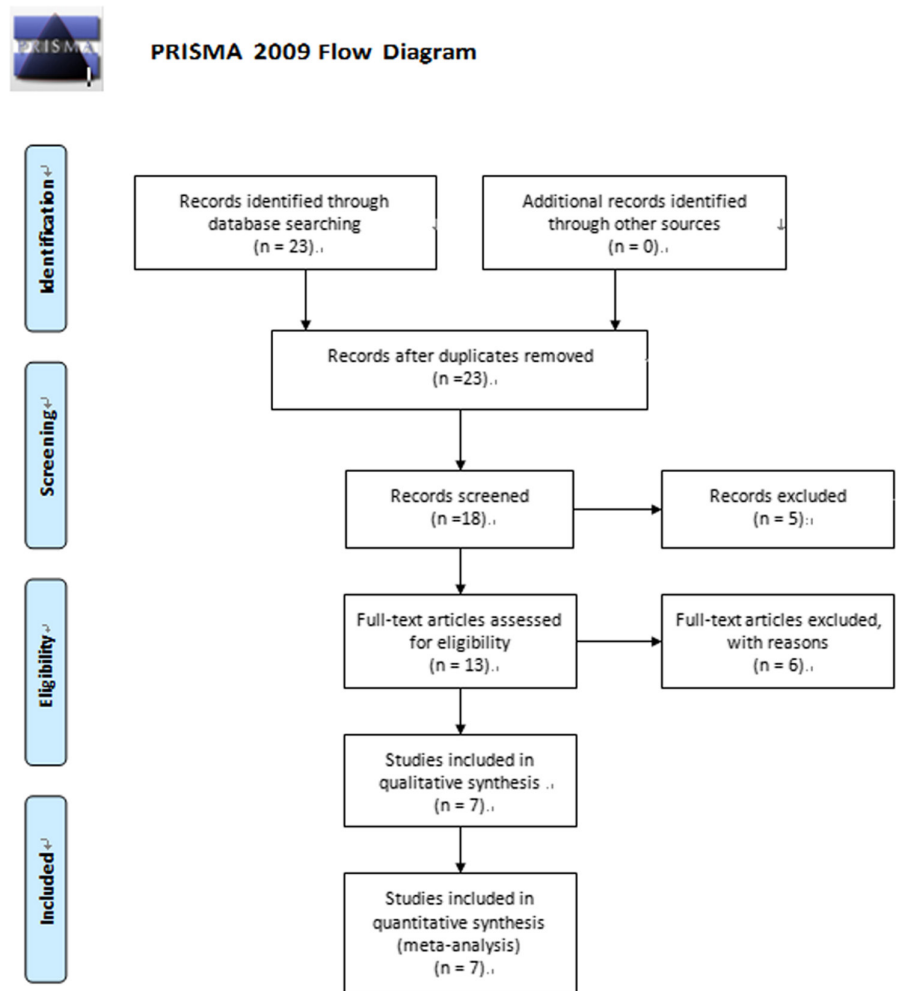 PRISMA
PRISMA 2009 Flow Diagram
Identification
Records identified through
database searching
(n = 23)
Additional records identified
through other sources
(n = 0)
Records after duplicates removed
(n =23)
Screening
Records screened
(n =18)
Records excluded
(n = 5)
Eligibility
Full-text articles assessed
for eligibility
(n = 13)
Full-text articles excluded,
with reasons
(n = 6)
Studies included in
qualitative synthesis
(n = 7)
Included
Studies included in
quantitative synthesis
(meta-analysis)
(n = 7)